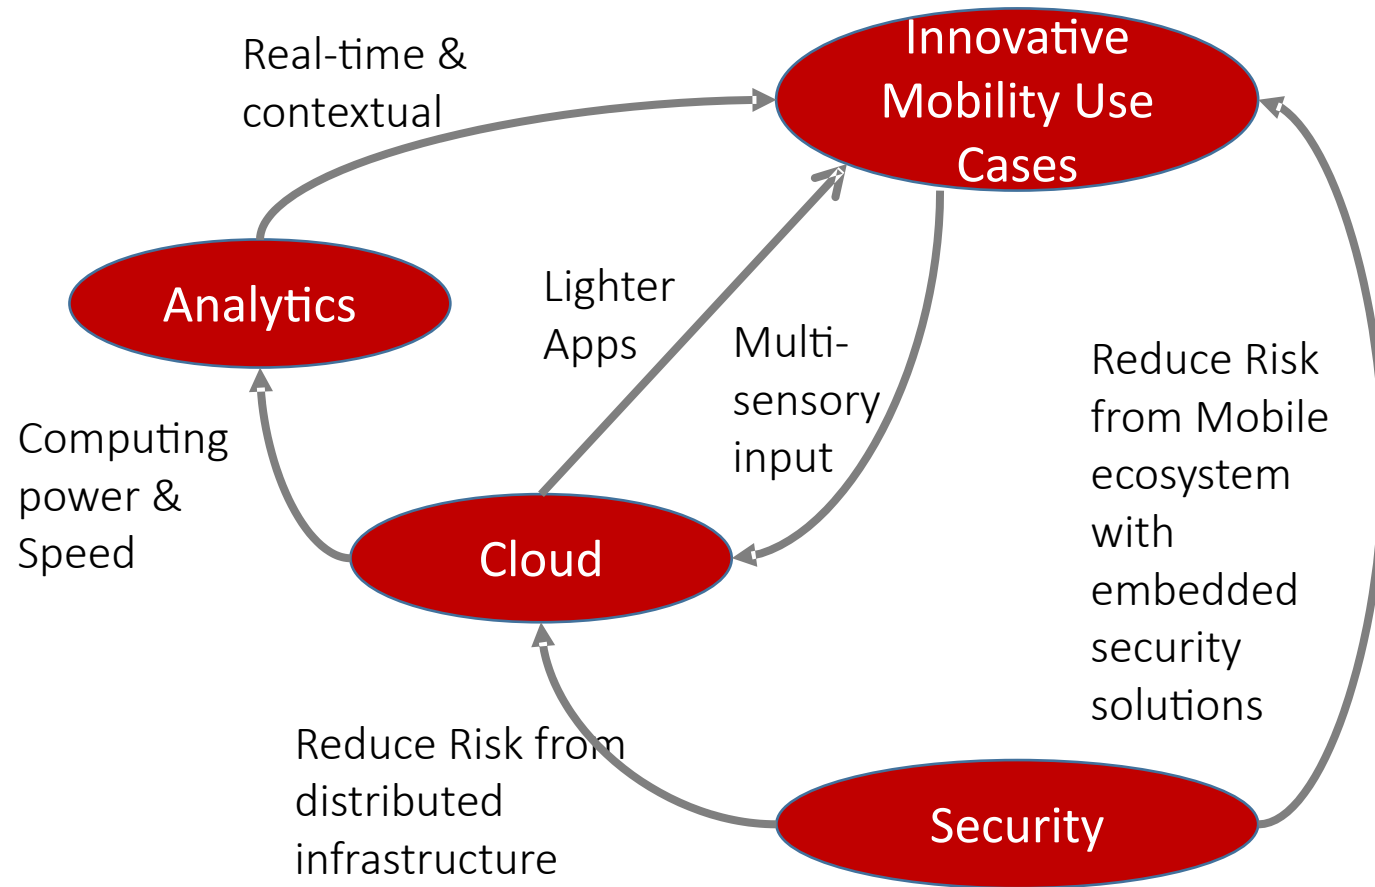 Real-time &
contextual
Innovative
Mobility Use
Cases
Analytics
Lighter
Apps
Multi-
sensory
input
Reduce Risk
from Mobile
ecosystem
with
embedded
security
solutions
Computing
power &
Speed
Cloud
Reduce Risk from
distributed
infrastructure
Security